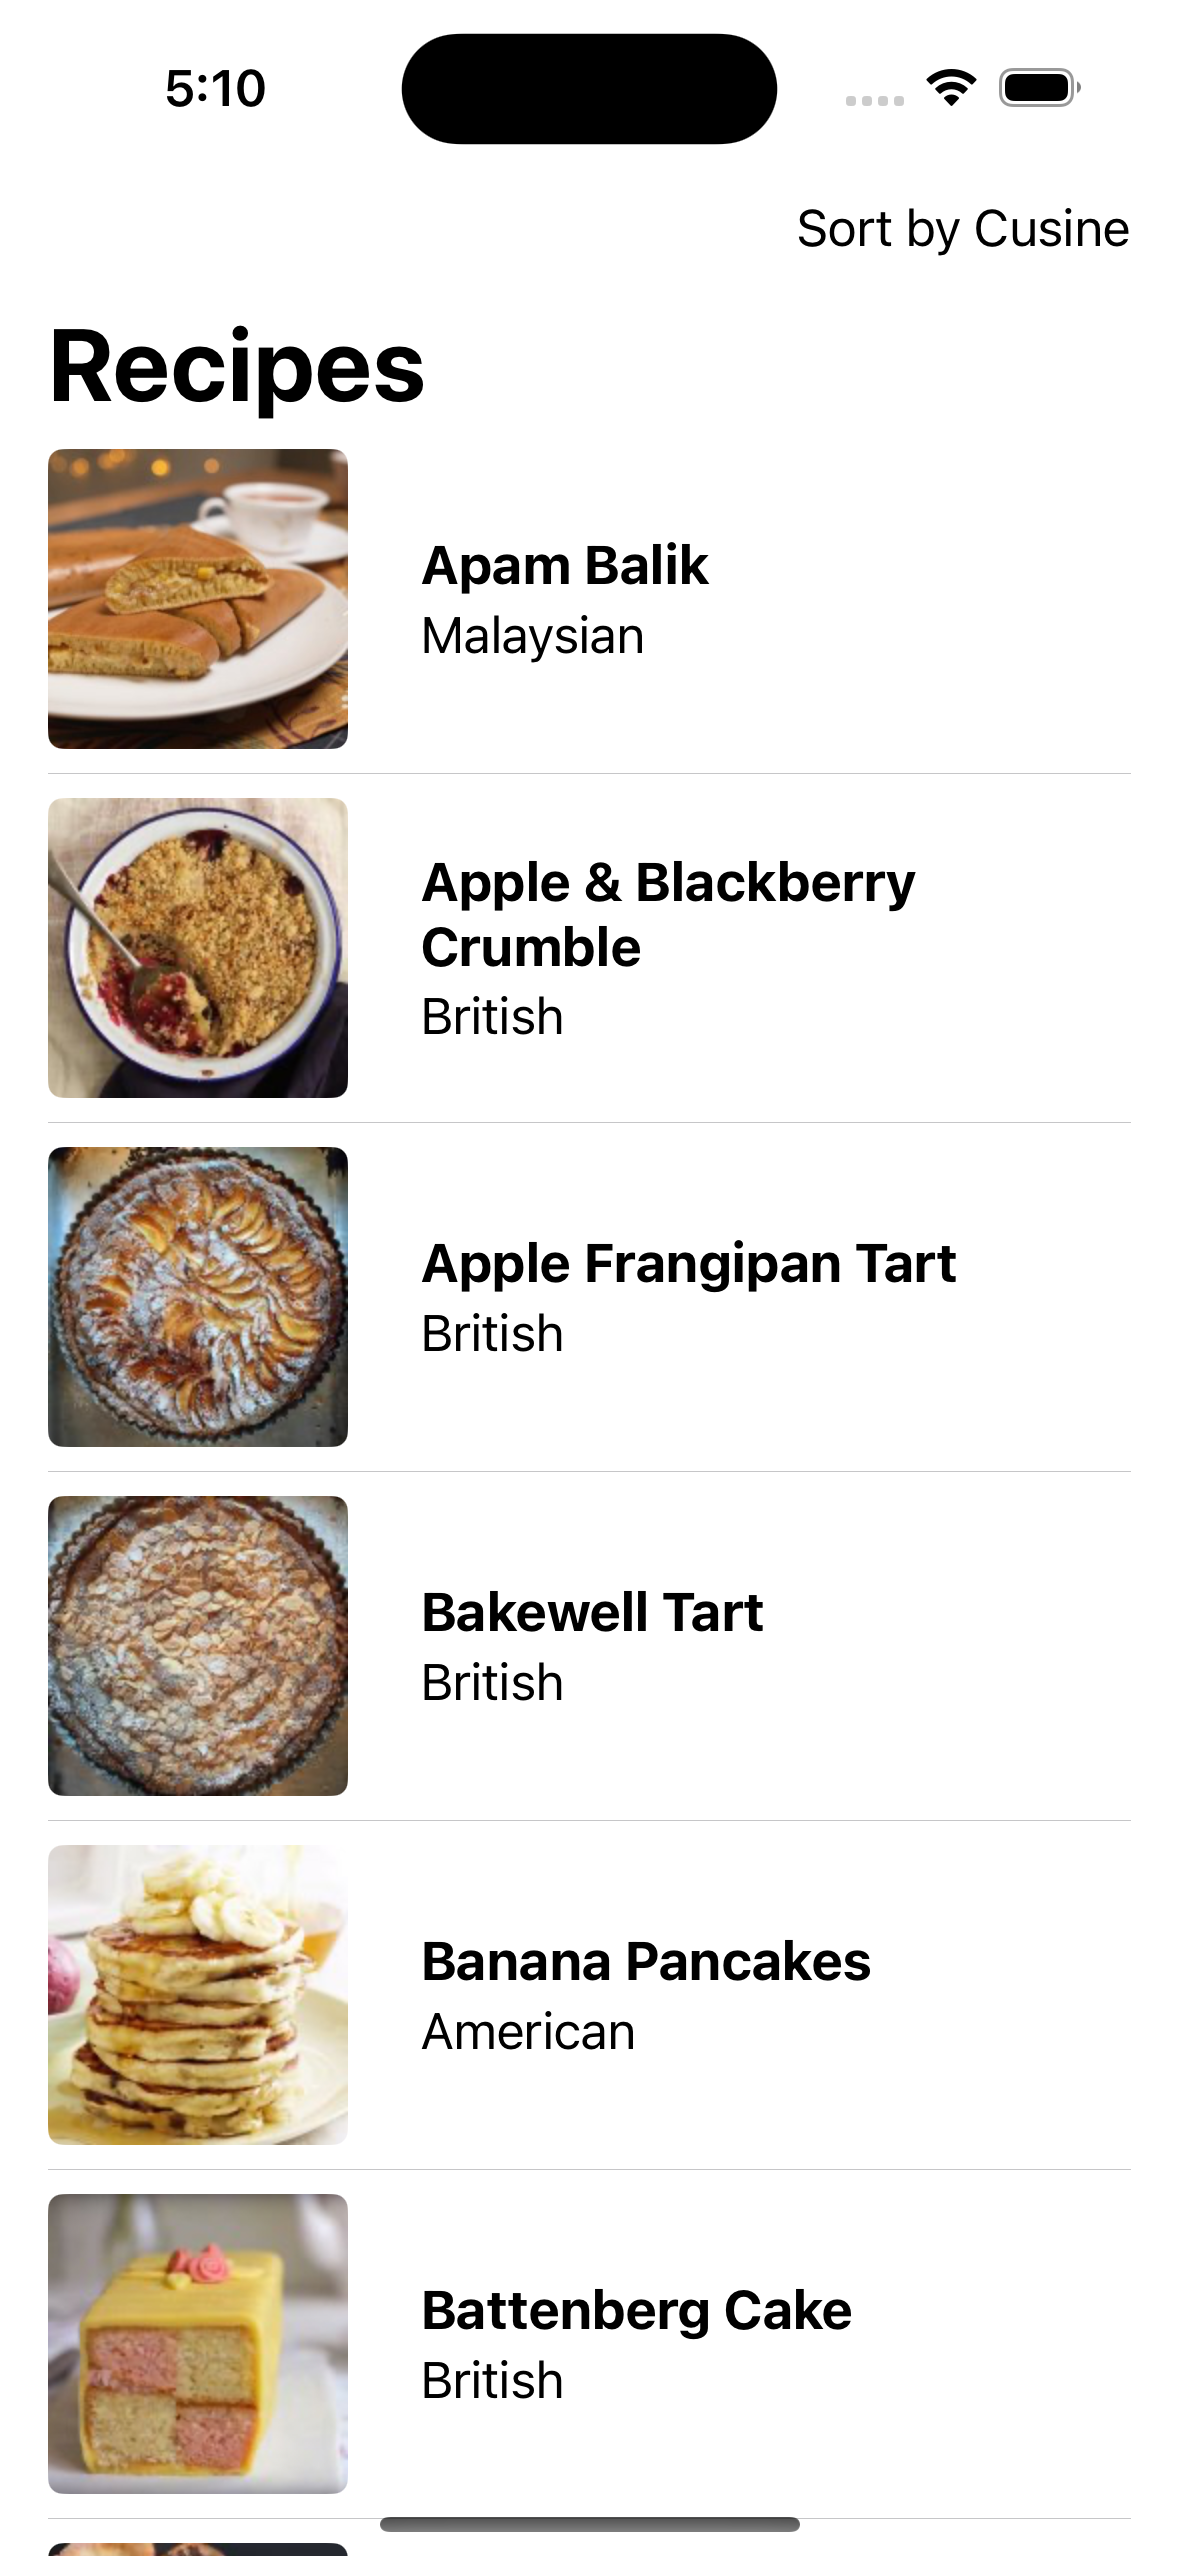 5:10
Sort by Cusine
Recipes
Apam Balik
Malaysian
Apple & Blackberry
Crumble
British
Apple Frangipan Tart
British
Bakewell Tart
British
Banana Pancakes
American
Battenberg Cake
British